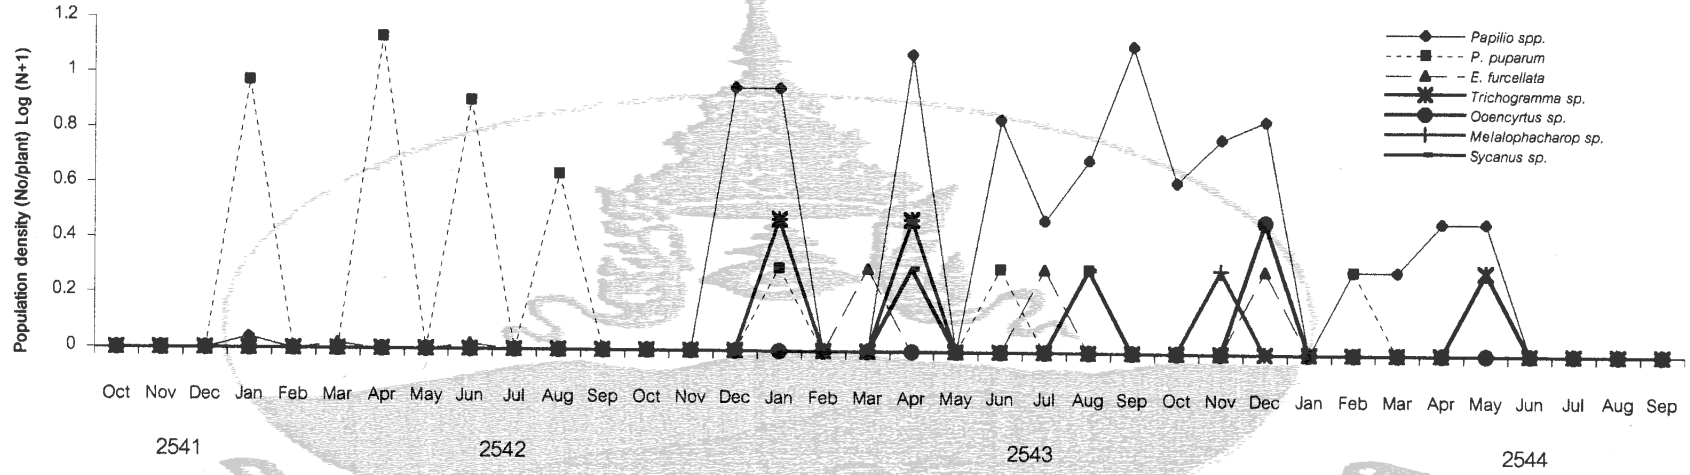 Population density (No/plant) Log (N+1)
1.2
1
0.8
0.6
0.4
0.2
0
Papilio spp.
P. puparum
E. furcellata
Trichogramma sp.
Ooencyrtus sp.
Melalophacharop sp.
Sycanus sp.
Oct Nov Dec Jan Feb Mar Apr May Jun Jul Aug Sep Oct Nov Dec Jan Feb Mar Apr May Jun Jul Aug Sep Oct Nov Dec Jan Feb Mar Apr May Jun Jul Aug Sep
2541 2542 2543 2544